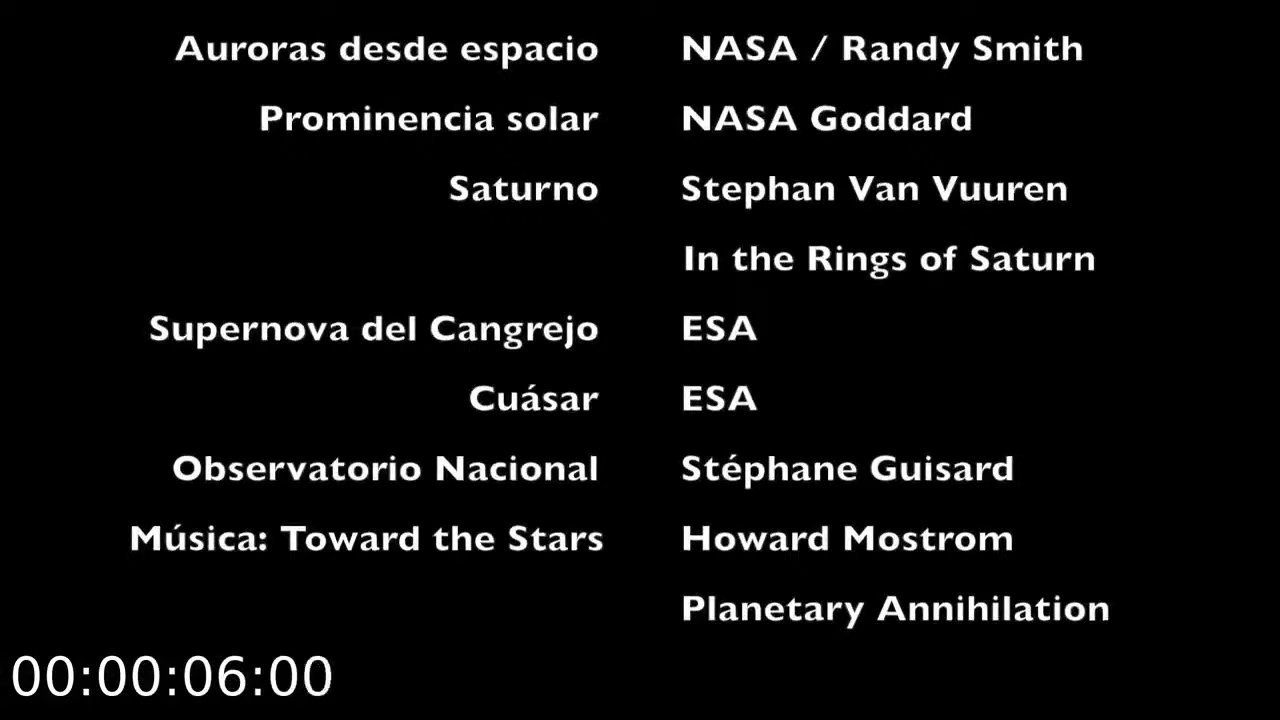 Auroras desde espacio NASA / Randy Smith
Prominencia solar NASA Goddard
Saturno Stephan Van Vuuren
In the Rings of Saturn
Supernova del Cangrejo ESA
Cuásar ESA
Observatorio Nacional Stéphane Guisard
Música: Toward the Stars Howard Mostrom
Planetary Annihilation
00:00:06:00